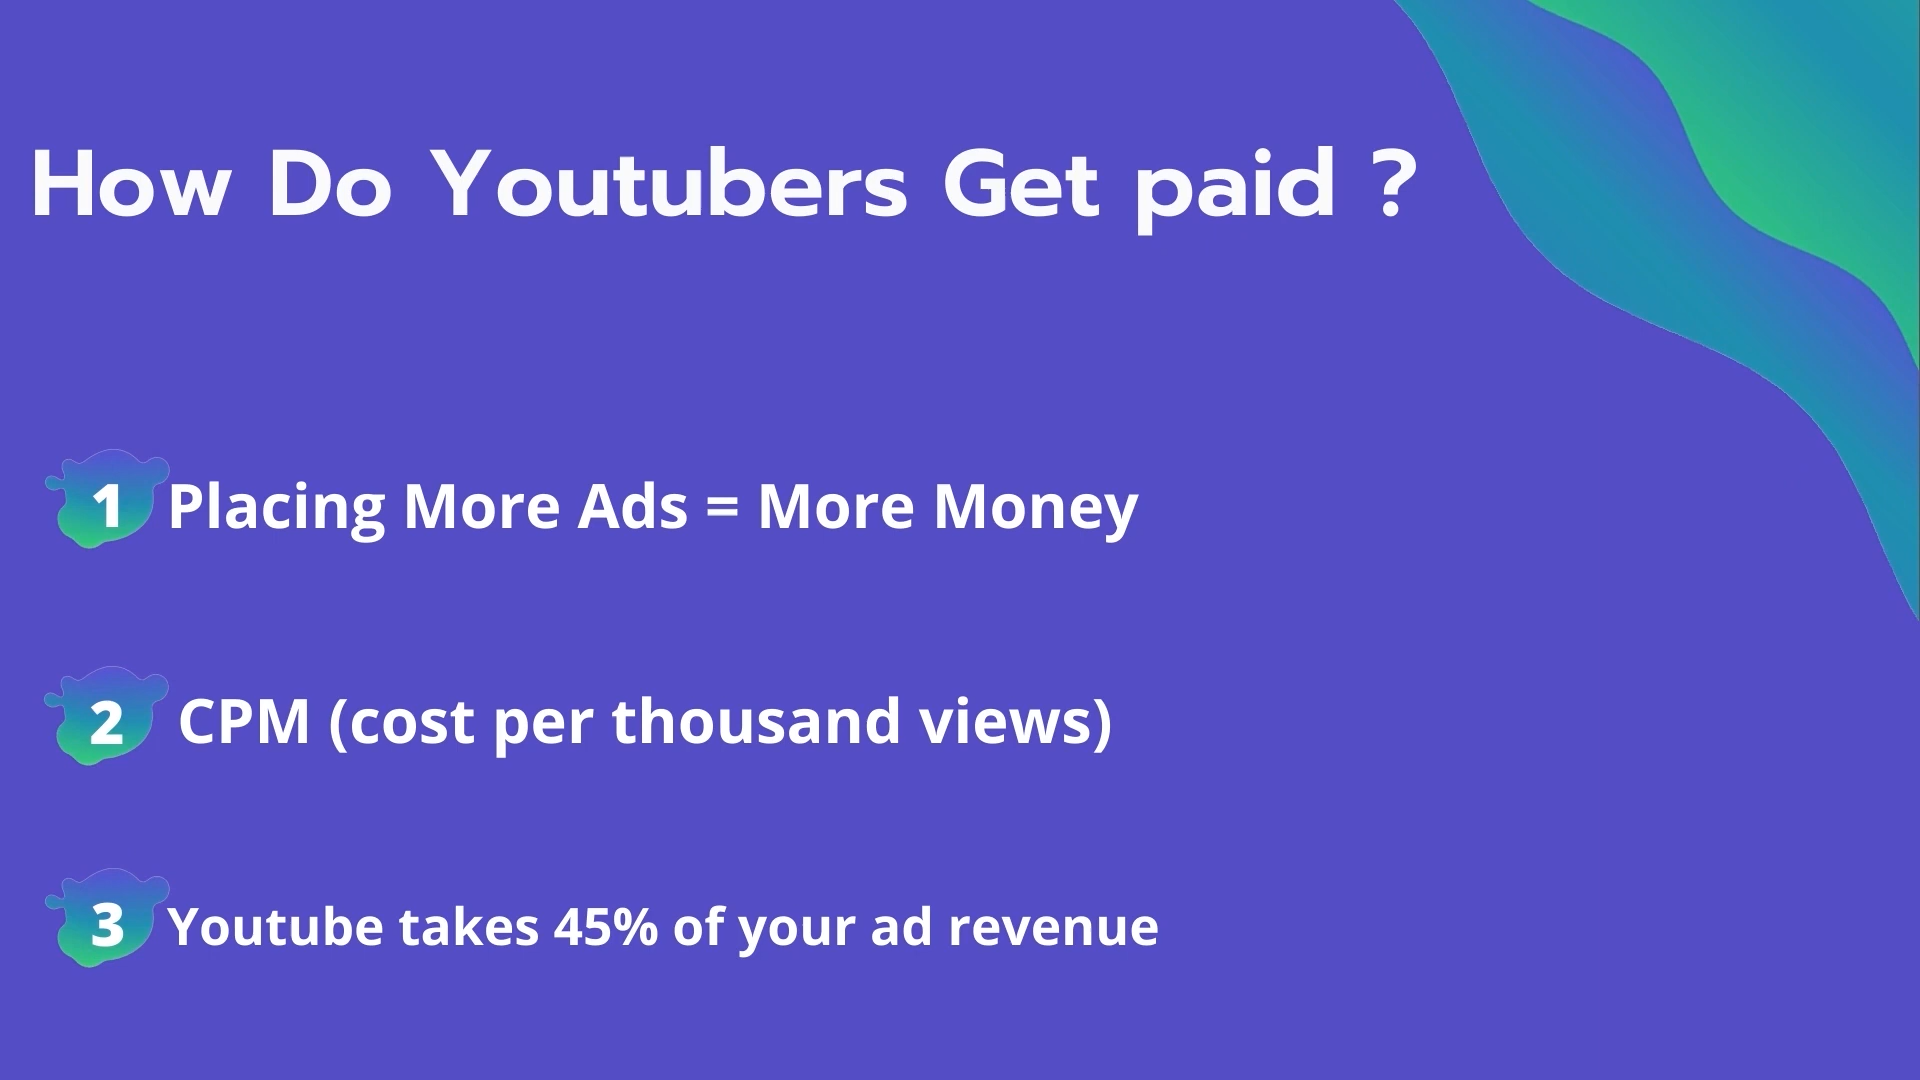 How Do Youtubers Get paid ?
1 Placing More Ads = More Money
2 CPM (cost per thousand views)
3 Youtube takes 45% of your ad revenue